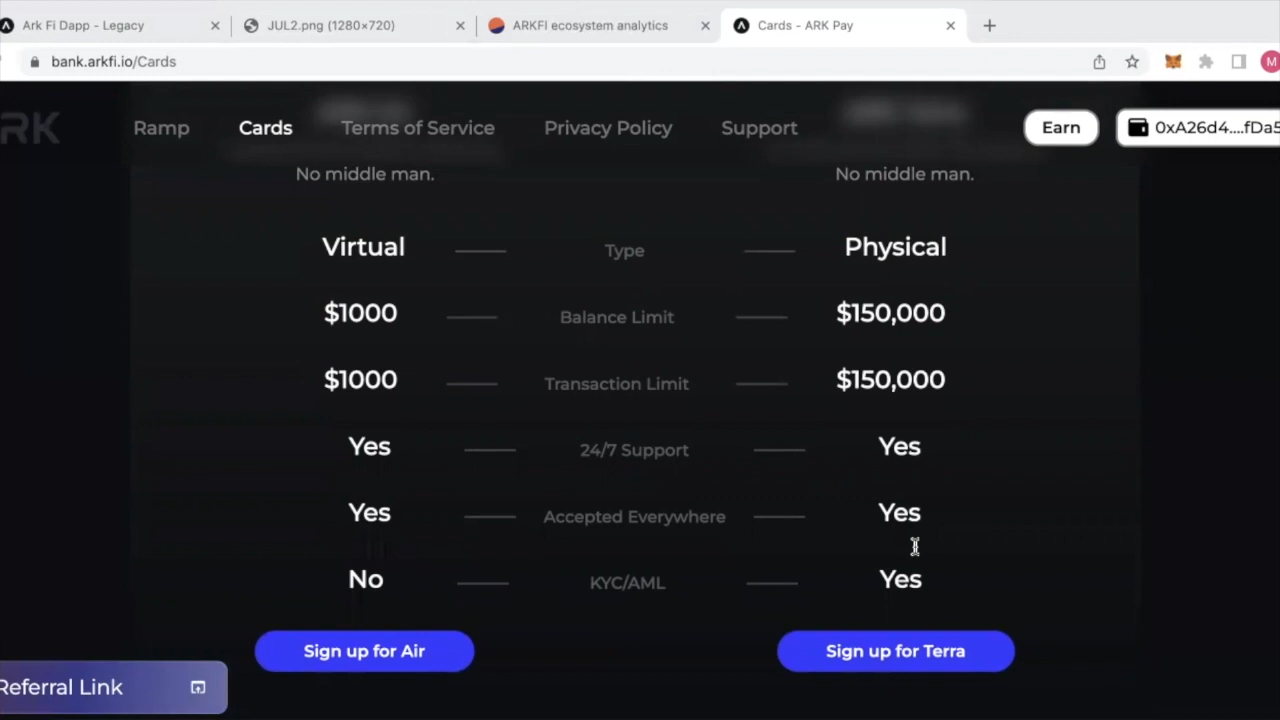 Ark Fi Dapp - Legacy
JUL2.png (1280×720)
ARKFI ecosystem analytics
Cards - ARK Pay
bank.arkfi.io/Cards
M
RK
Ramp
Cards
Terms of Service
Privacy Policy
Support
Earn
0xA26d4....fDa5
No middle man.
No middle man.
Virtual
Type
Physical
$1000
Balance Limit
$150,000
$1000
Transaction Limit
$150,000
Yes
24/7 Support
Yes
Yes
Accepted Everywhere
Yes
No
KYC/AML
Yes
Sign up for Air
Sign up for Terra
Referral Link